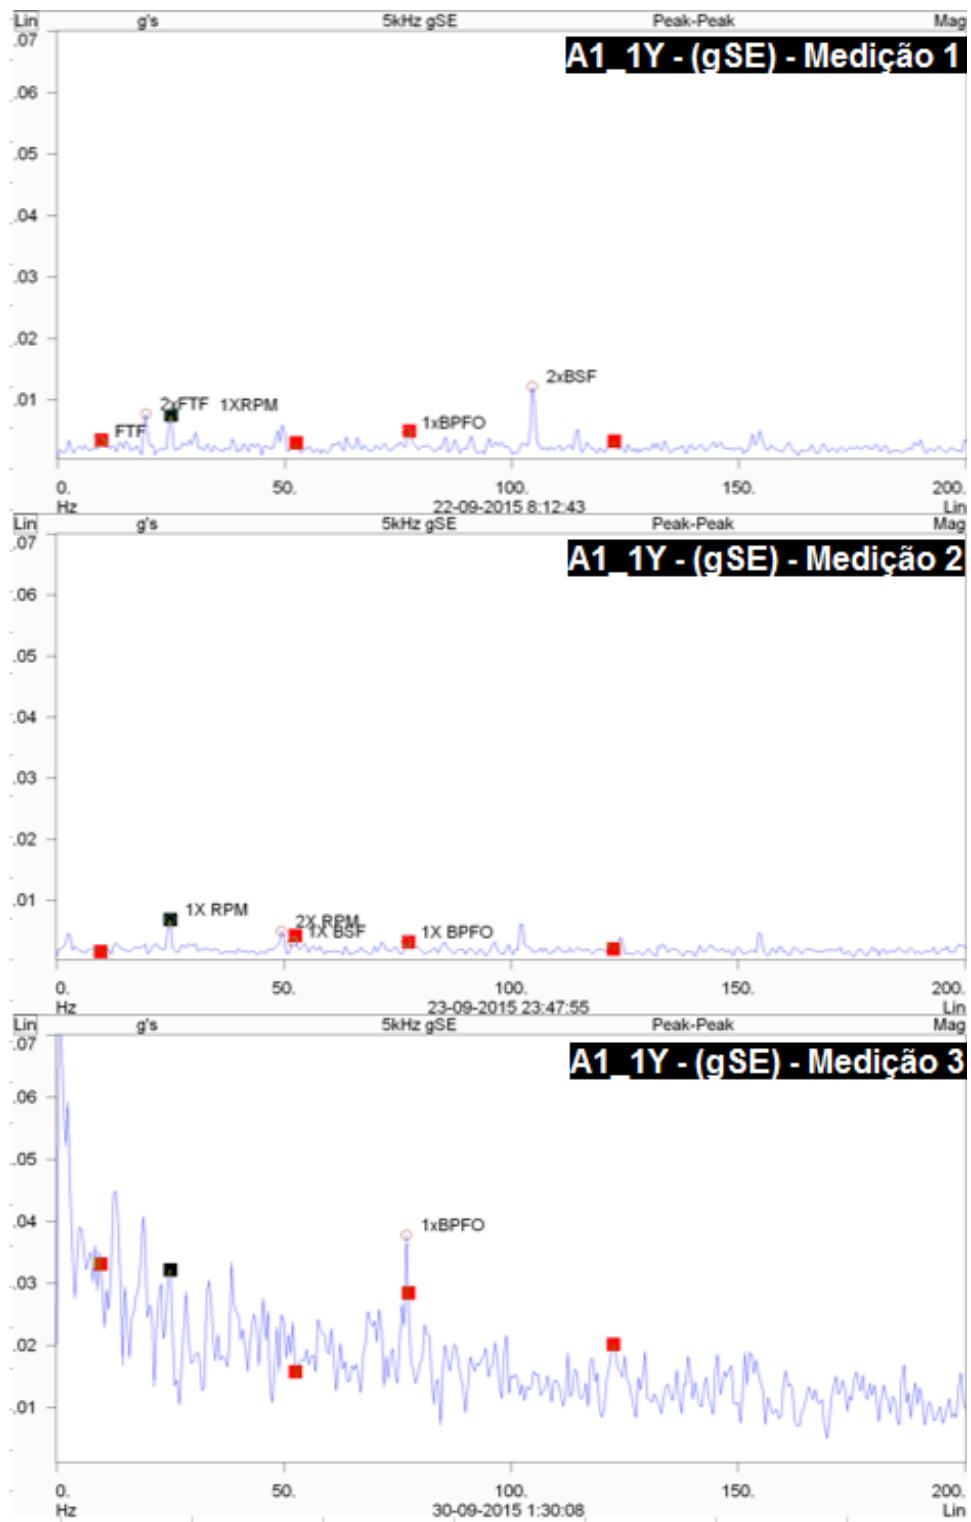 Lin g's 5kHz gSE Peak-Peak Mag
A1_1Y - (gSE) - Medição 1
.07
.06
.05
.04
.03
.02
2xBSF
.01
2xFTF 1XRPM
FTF
1xBPFO
0. 50. 100. 150. 200.
Hz 22-09-2015 8:12:43 Lin
Lin g's 5kHz gSE Peak-Peak Mag
A1_1Y - (gSE) - Medição 2
.07
.06
.05
.04
.03
.02
.01
1X RPM
2X RPM
1X BSF 1X BPFO
0. 50. 100. 150. 200.
Hz 23-09-2015 23:47:55 Lin
Lin g's 5kHz gSE Peak-Peak Mag
A1_1Y - (gSE) - Medição 3
.07
.06
.05
.04
1xBPFO
.03
.02
.01
0. 50. 100. 150. 200.
Hz 30-09-2015 1:30:08 Lin